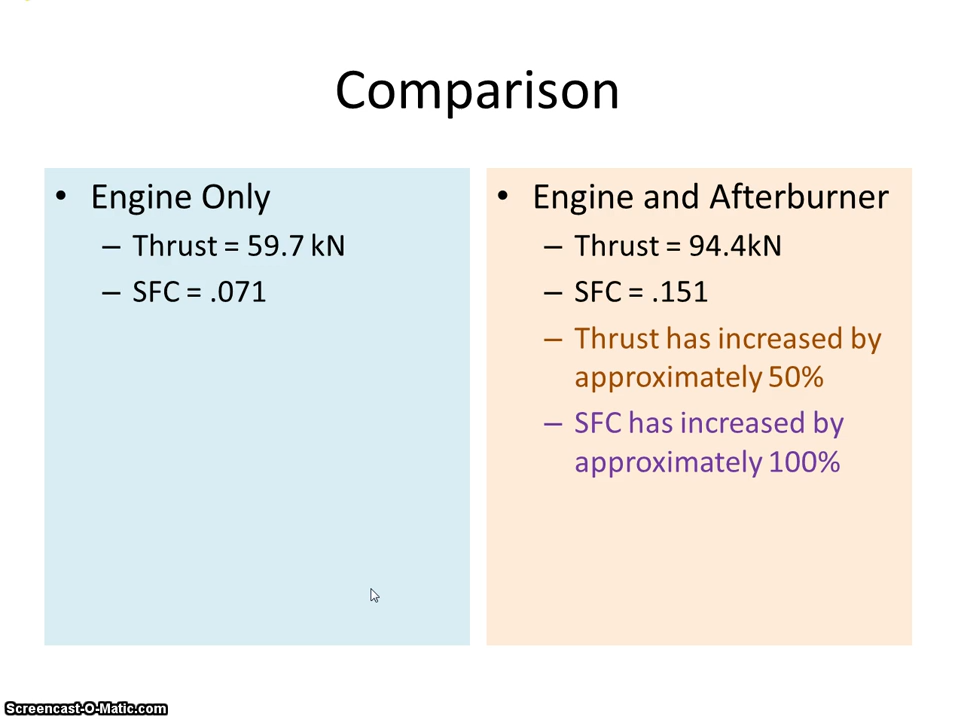 Comparison
• Engine Only
– Thrust = 59.7 kN
– SFC = .071
• Engine and Afterburner
– Thrust = 94.4kN
– SFC = .151
– Thrust has increased by
approximately 50%
– SFC has increased by
approximately 100%
Screencast-O-Matic.com